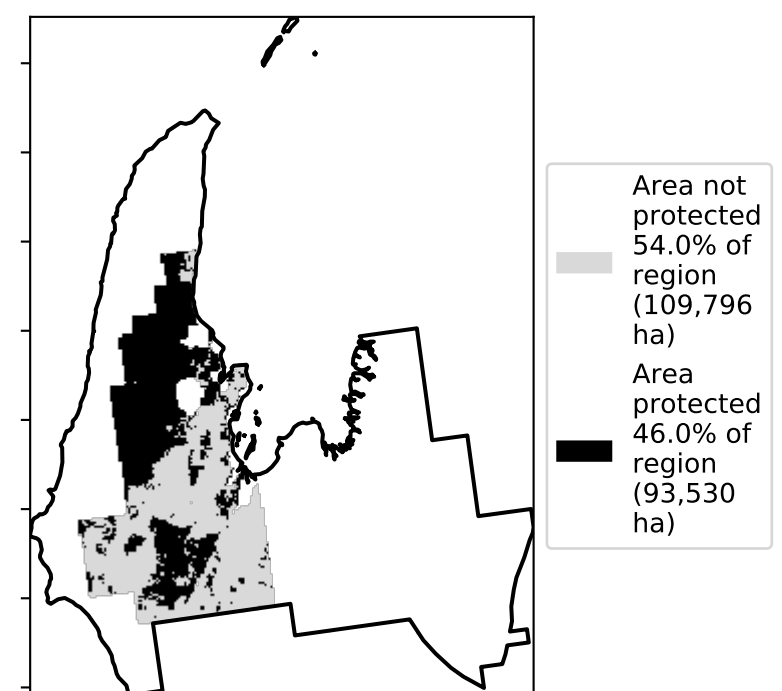 Area not
protected
54.0% of
region
(109,796
ha)
Area
protected
46.0% of
region
(93,530
ha)